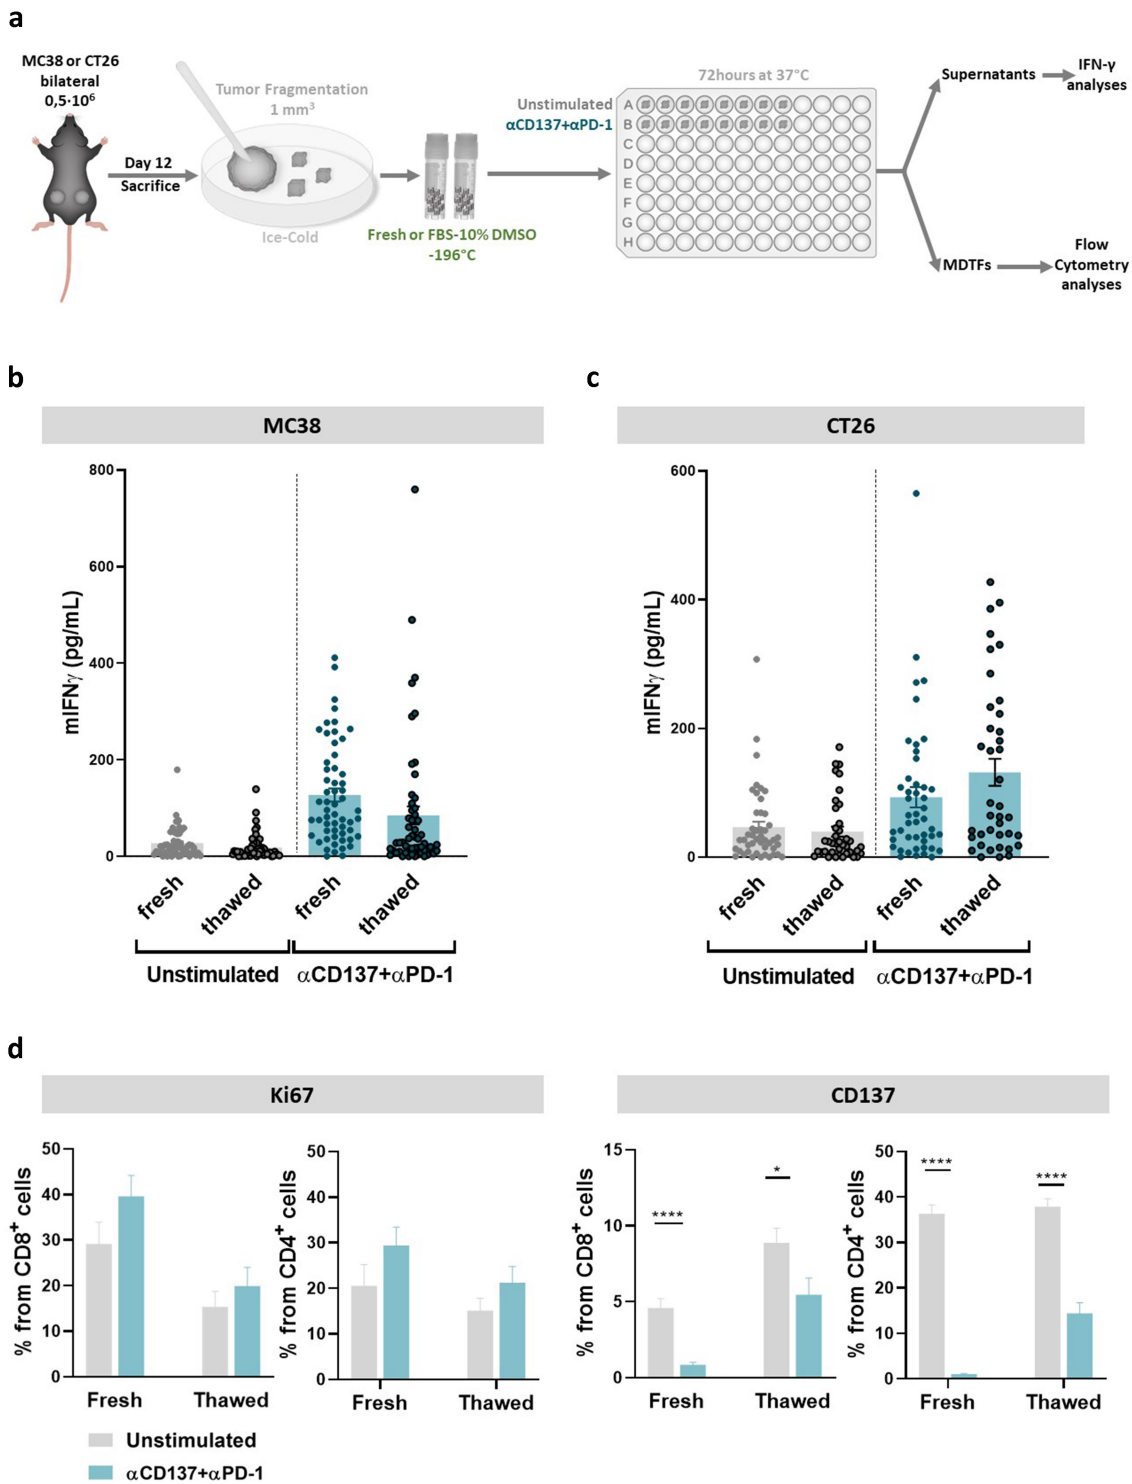 a
MC38 or CT26
bilateral
0,5·10⁶
Day 12
Sacrifice
Tumor Fragmentation
1 mm³
Ice-Cold
Fresh or FBS-10% DMSO
-196°C
Unstimulated
αCD137+αPD-1
72hours at 37°C
A
B
C
D
E
F
G
H
Supernatants
IFN-γ
analyses
MDTFs
Flow
Cytometry
analyses
b
MC38
mIFNγ (pg/mL)
800
600
400
200
0
fresh
thawed
fresh
thawed
Unstimulated
αCD137+αPD-1
c
CT26
mIFNγ (pg/mL)
600
400
200
0
fresh
thawed
fresh
thawed
Unstimulated
αCD137+αPD-1
d
Ki67
% from CD8⁺ cells
50
40
30
20
10
0
Fresh
Thawed
% from CD4⁺ cells
50
40
30
20
10
0
Fresh
Thawed
CD137
% from CD8⁺ cells
15
10
5
0
****
*
Fresh
Thawed
% from CD4⁺ cells
50
40
30
20
10
0
****
****
Fresh
Thawed
Unstimulated
αCD137+αPD-1